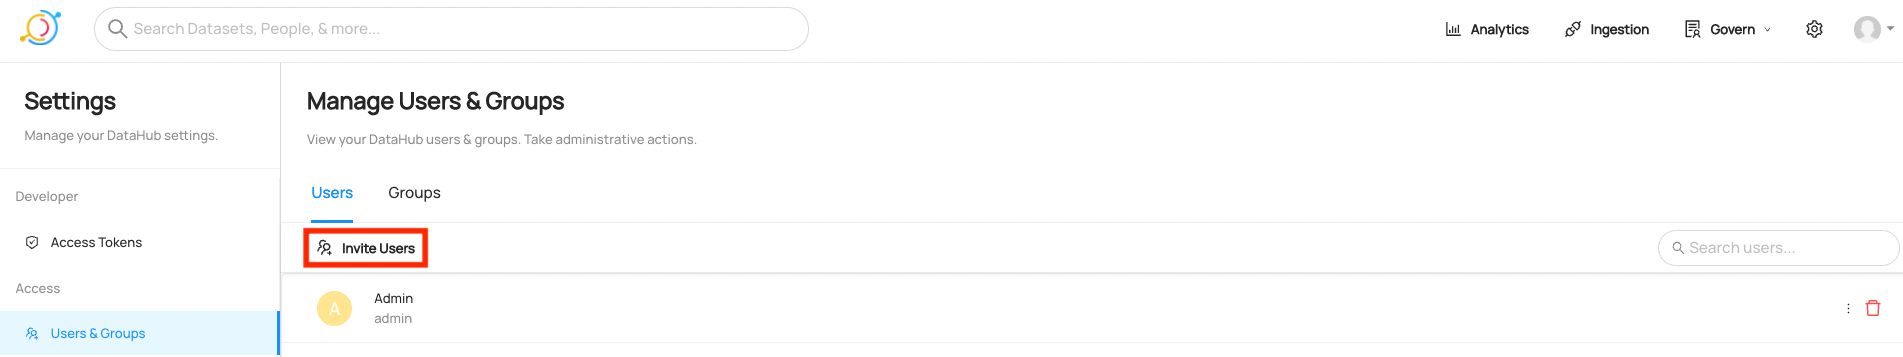 Search Datasets, People, & more...
Analytics
Ingestion
Govern
Settings
Manage your DataHub settings.
Developer
Access Tokens
Access
Users & Groups
Manage Users & Groups
View your DataHub users & groups. Take administrative actions.
Users
Groups
Invite Users
Search users...
A
Admin
admin